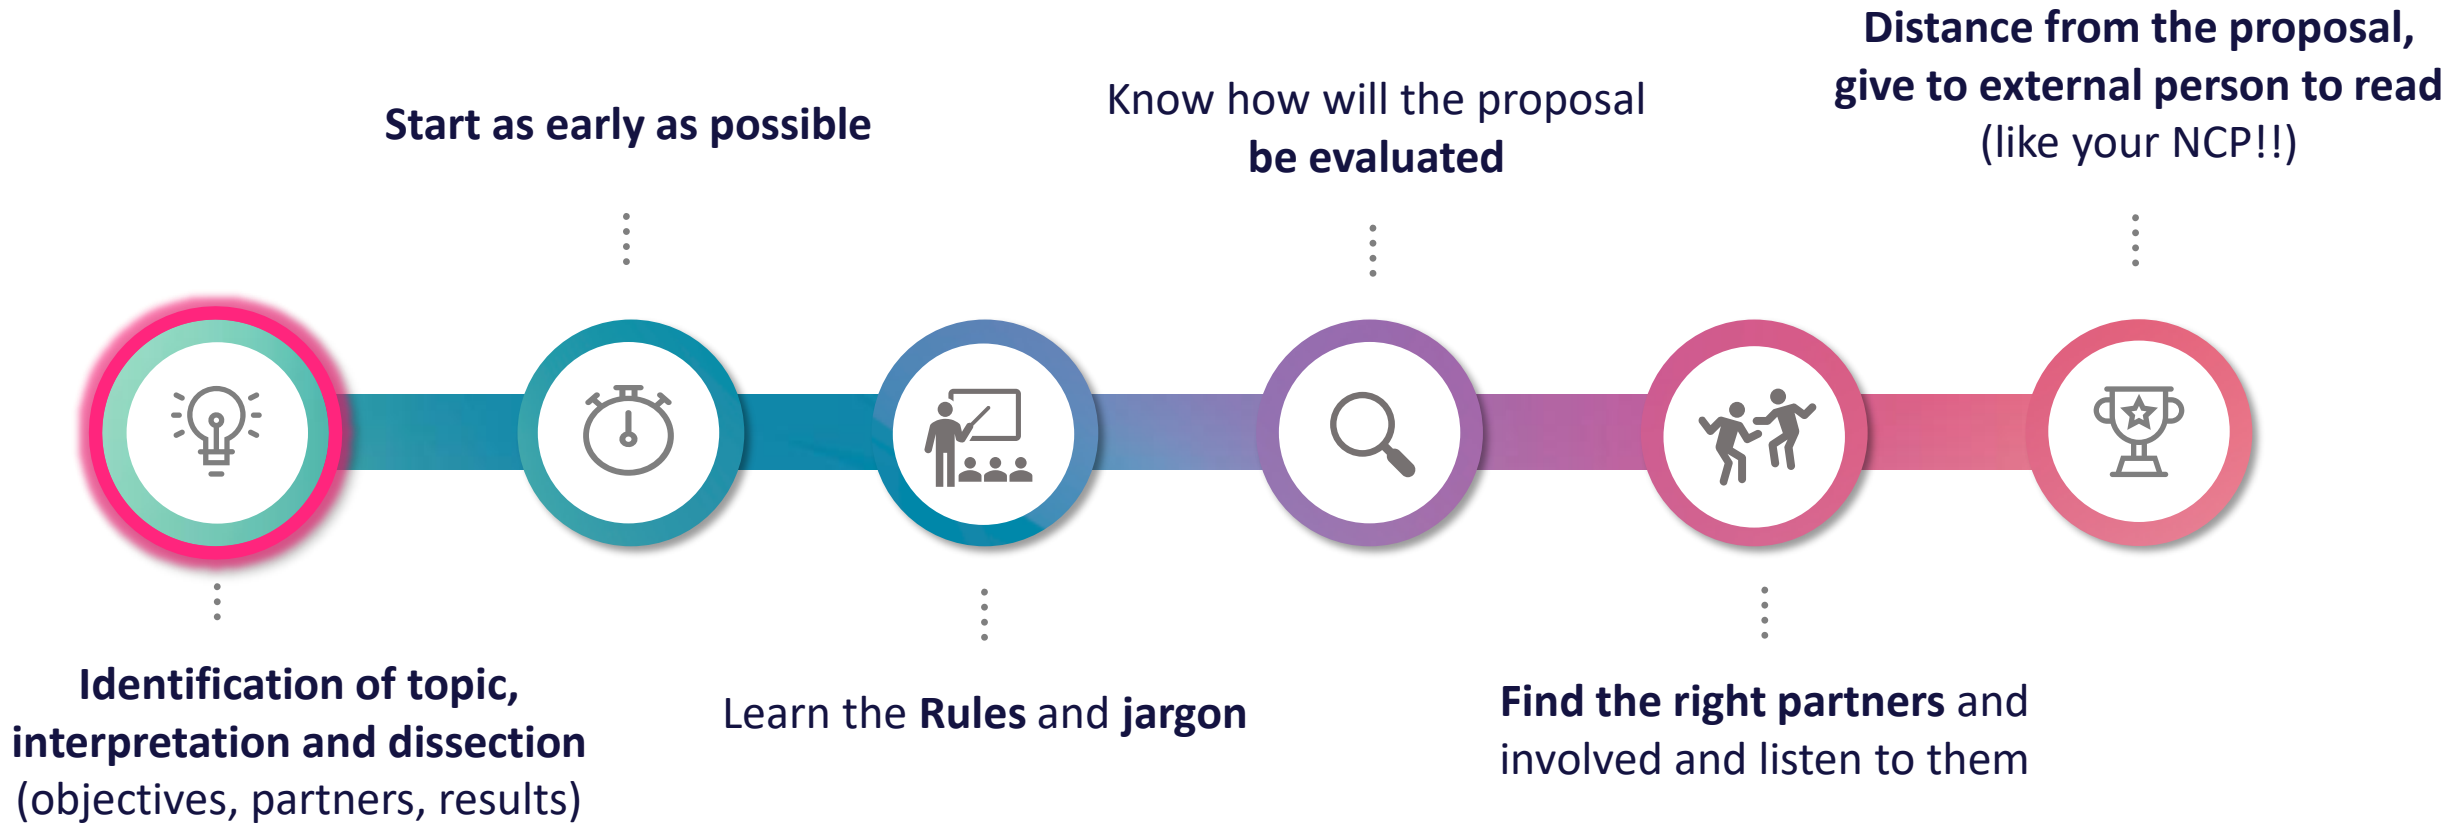 Identification of topic,
interpretation and dissection
(objectives, partners, results)
Start as early as possible
Learn the Rules and jargon
Know how will the proposal
be evaluated
Find the right partners and
involved and listen to them
Distance from the proposal,
give to external person to read
(like your NCP!!)